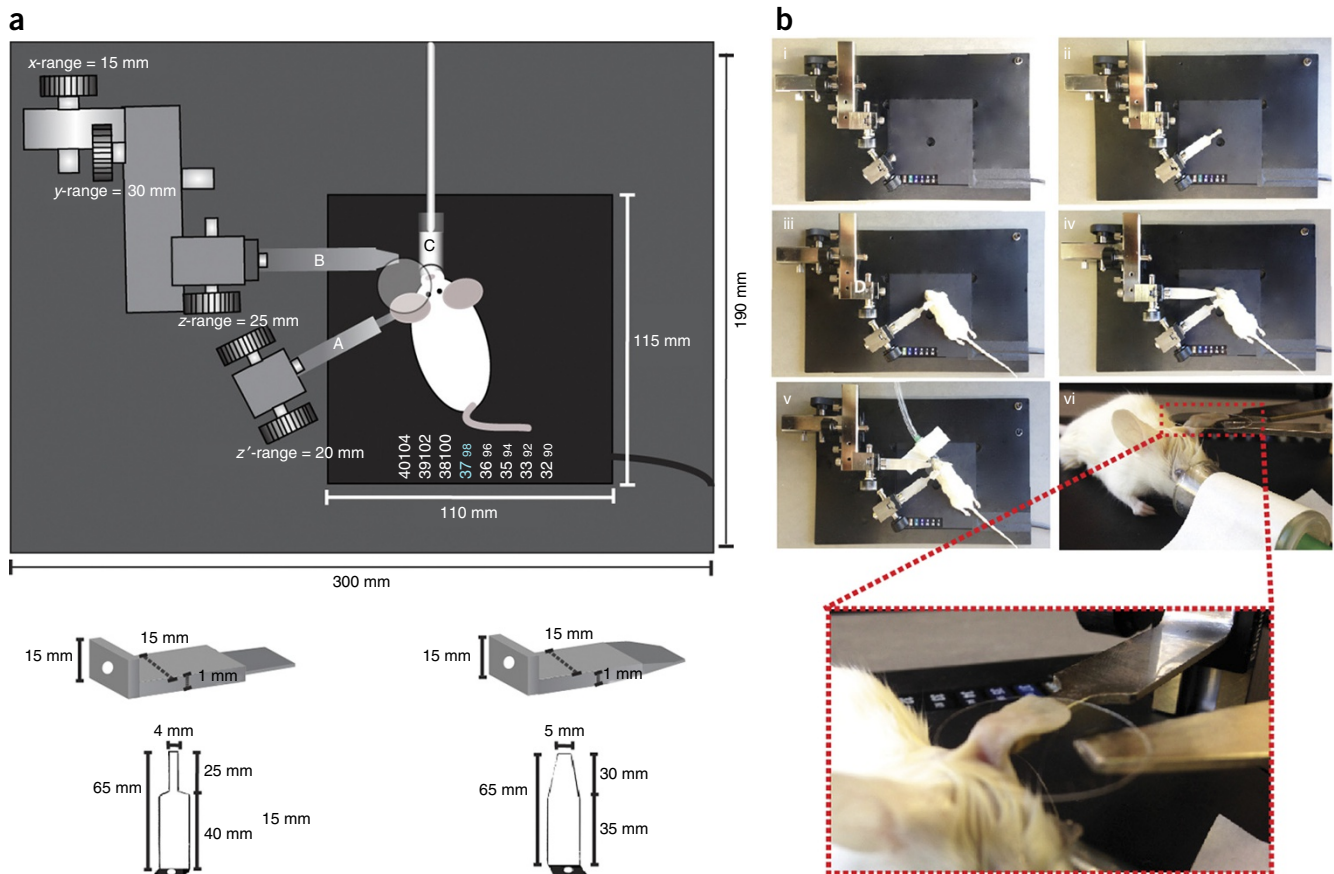 a
x-range = 15 mm
y-range = 30 mm
z-range = 25 mm
z′-range = 20 mm
A
B
C
40104
39102
38100
37 98
36 96
35 94
33 92
32 90
115 mm
110 mm
190 mm
300 mm
15 mm
15 mm
1 mm
4 mm
65 mm
25 mm
40 mm
15 mm
15 mm
15 mm
1 mm
5 mm
65 mm
30 mm
35 mm
b
i
ii
iii
D
iv
v
vi